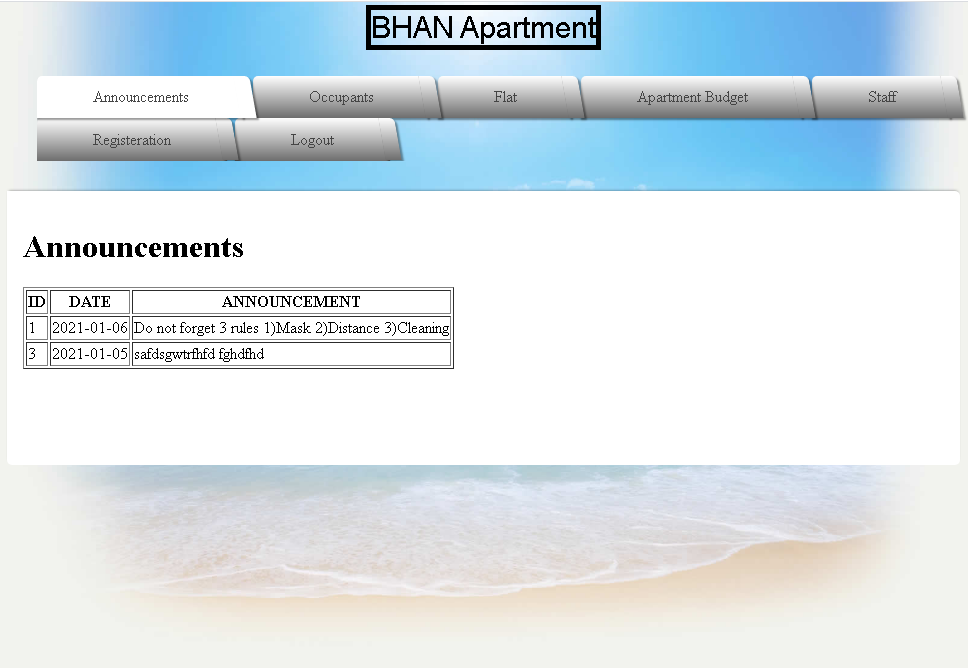 BHAN Apartment
Announcements Occupants Flat Apartment Budget Staff
Registeration Logout
Announcements
ID DATE ANNOUNCEMENT
1 2021-01-06 Do not forget 3 rules 1)Mask 2)Distance 3)Cleaning
3 2021-01-05 safdsgwtrfhfd fghdfhd